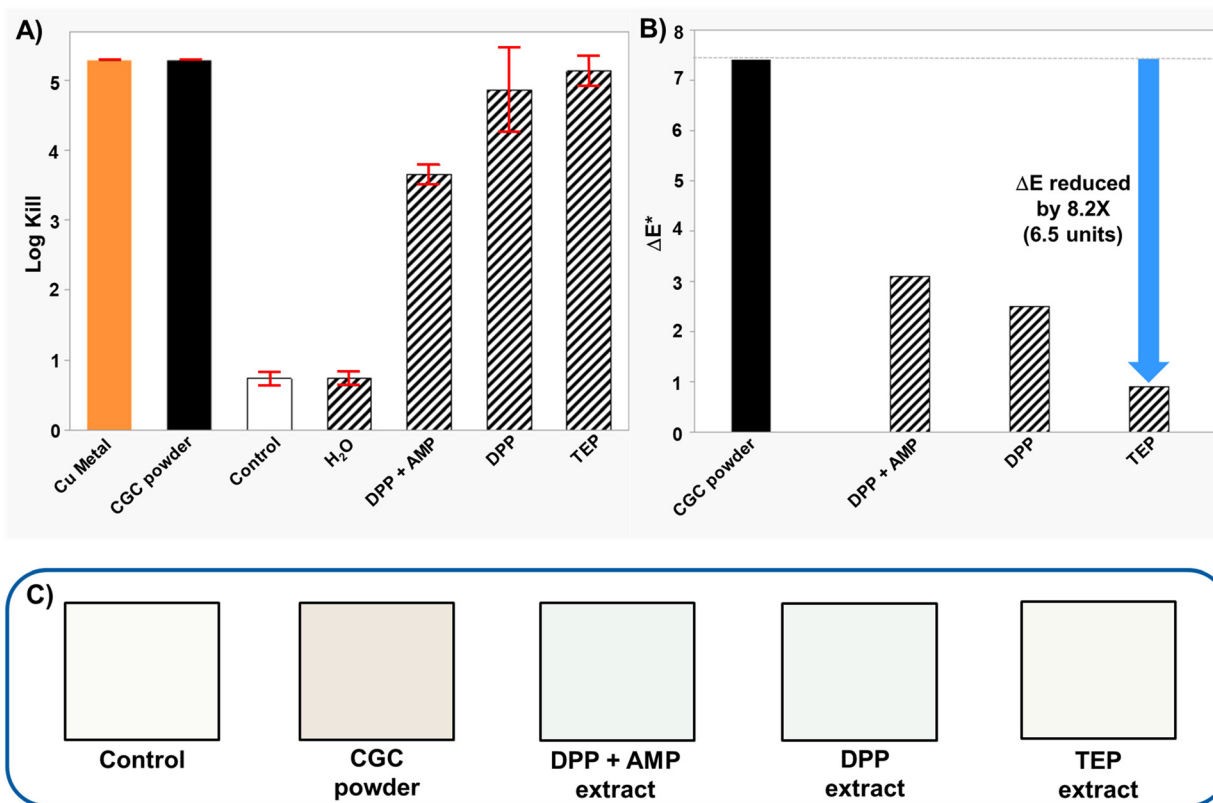 A)
Log Kill
5
4
3
2
1
0
Cu Metal
CGC powder
Control
H₂O
DPP + AMP
DPP
TEP
B)
ΔE*
8
7
6
5
4
3
2
1
0
ΔE reduced
by 8.2X
(6.5 units)
CGC powder
DPP + AMP
DPP
TEP
C)
Control
CGC
powder
DPP + AMP
extract
DPP
extract
TEP
extract